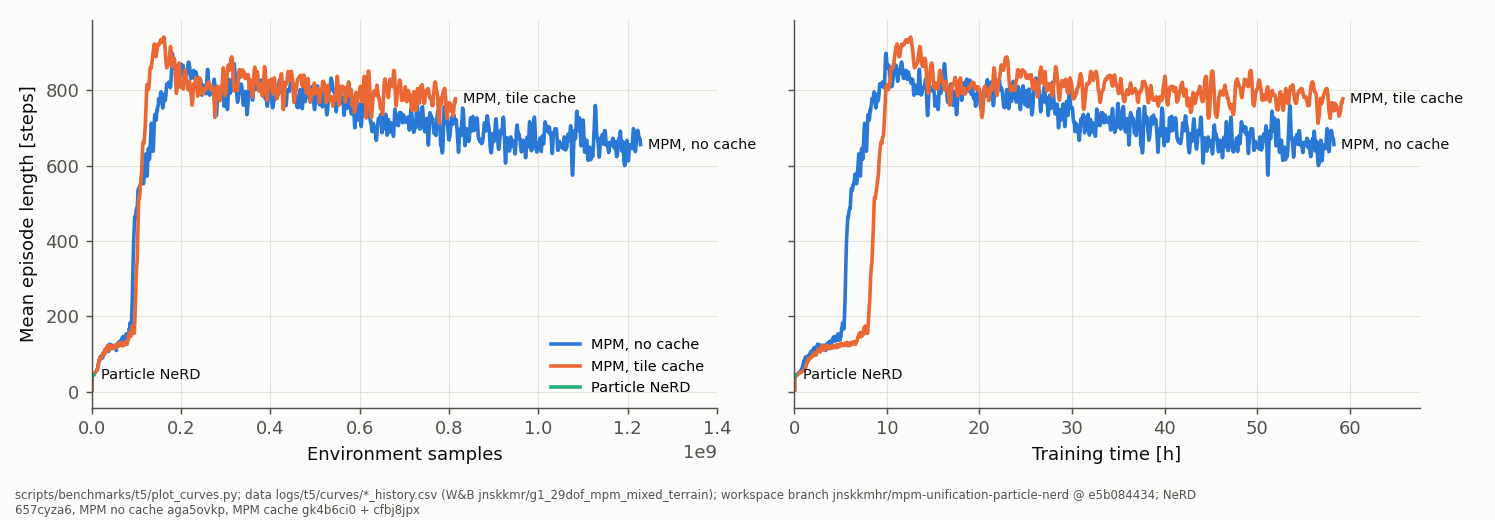 Mean episode length [steps]
800
600
400
200
0
MPM, tile cache
MPM, no cache
Particle NeRD
MPM, no cache
MPM, tile cache
Particle NeRD
0.0 0.2 0.4 0.6 0.8 1.0 1.2 1.4
1e9
Environment samples
MPM, tile cache
MPM, no cache
Particle NeRD
0 10 20 30 40 50 60
Training time [h]
scripts/benchmarks/t5/plot_curves.py; data logs/t5/curves/*_history.csv (W&B jnskkmr/g1_29dof_mpm_mixed_terrain); workspace branch jnskkmhr/mpm-unification-particle-nerd @ e5b084434; NeRD
657cyza6, MPM no cache aga5ovkp, MPM cache gk4b6ci0 + cfbj8jpx